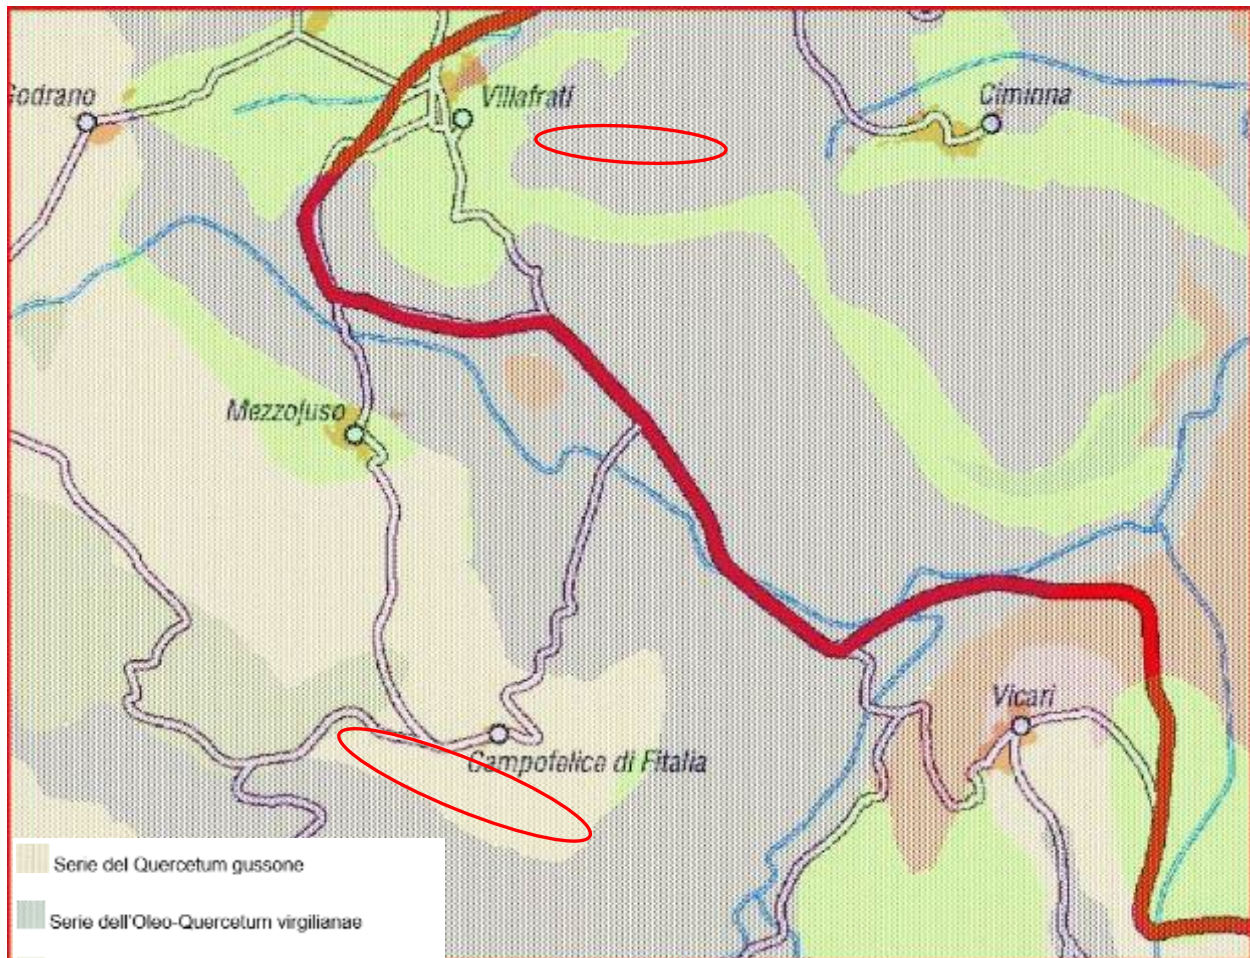 Godrano
Villafrati
Ciminna
Mezzojuso
Vicari
Campofelice di Fitalia
Serie del Quercetum gussone
Serie dell'Oleo-Quercetum virgilianae